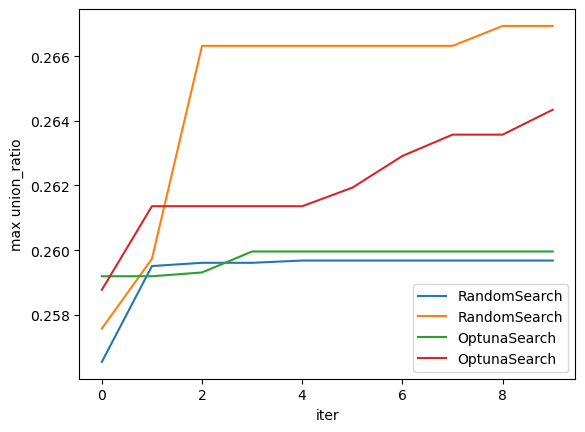 max union_ratio
0.266
0.264
0.262
0.260
0.258
0
2
4
6
8
iter
RandomSearch
RandomSearch
OptunaSearch
OptunaSearch